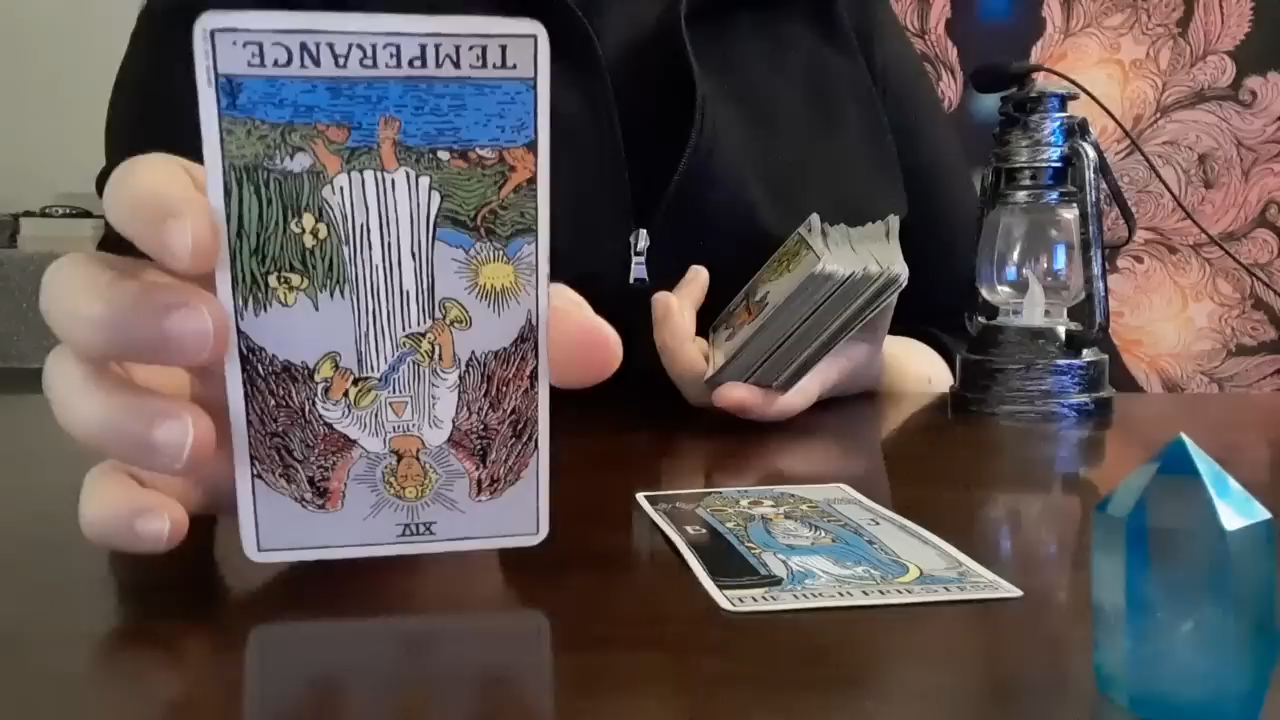 TEMPERANCE.
XIV
THE HIGH PRIESTESS
B
J